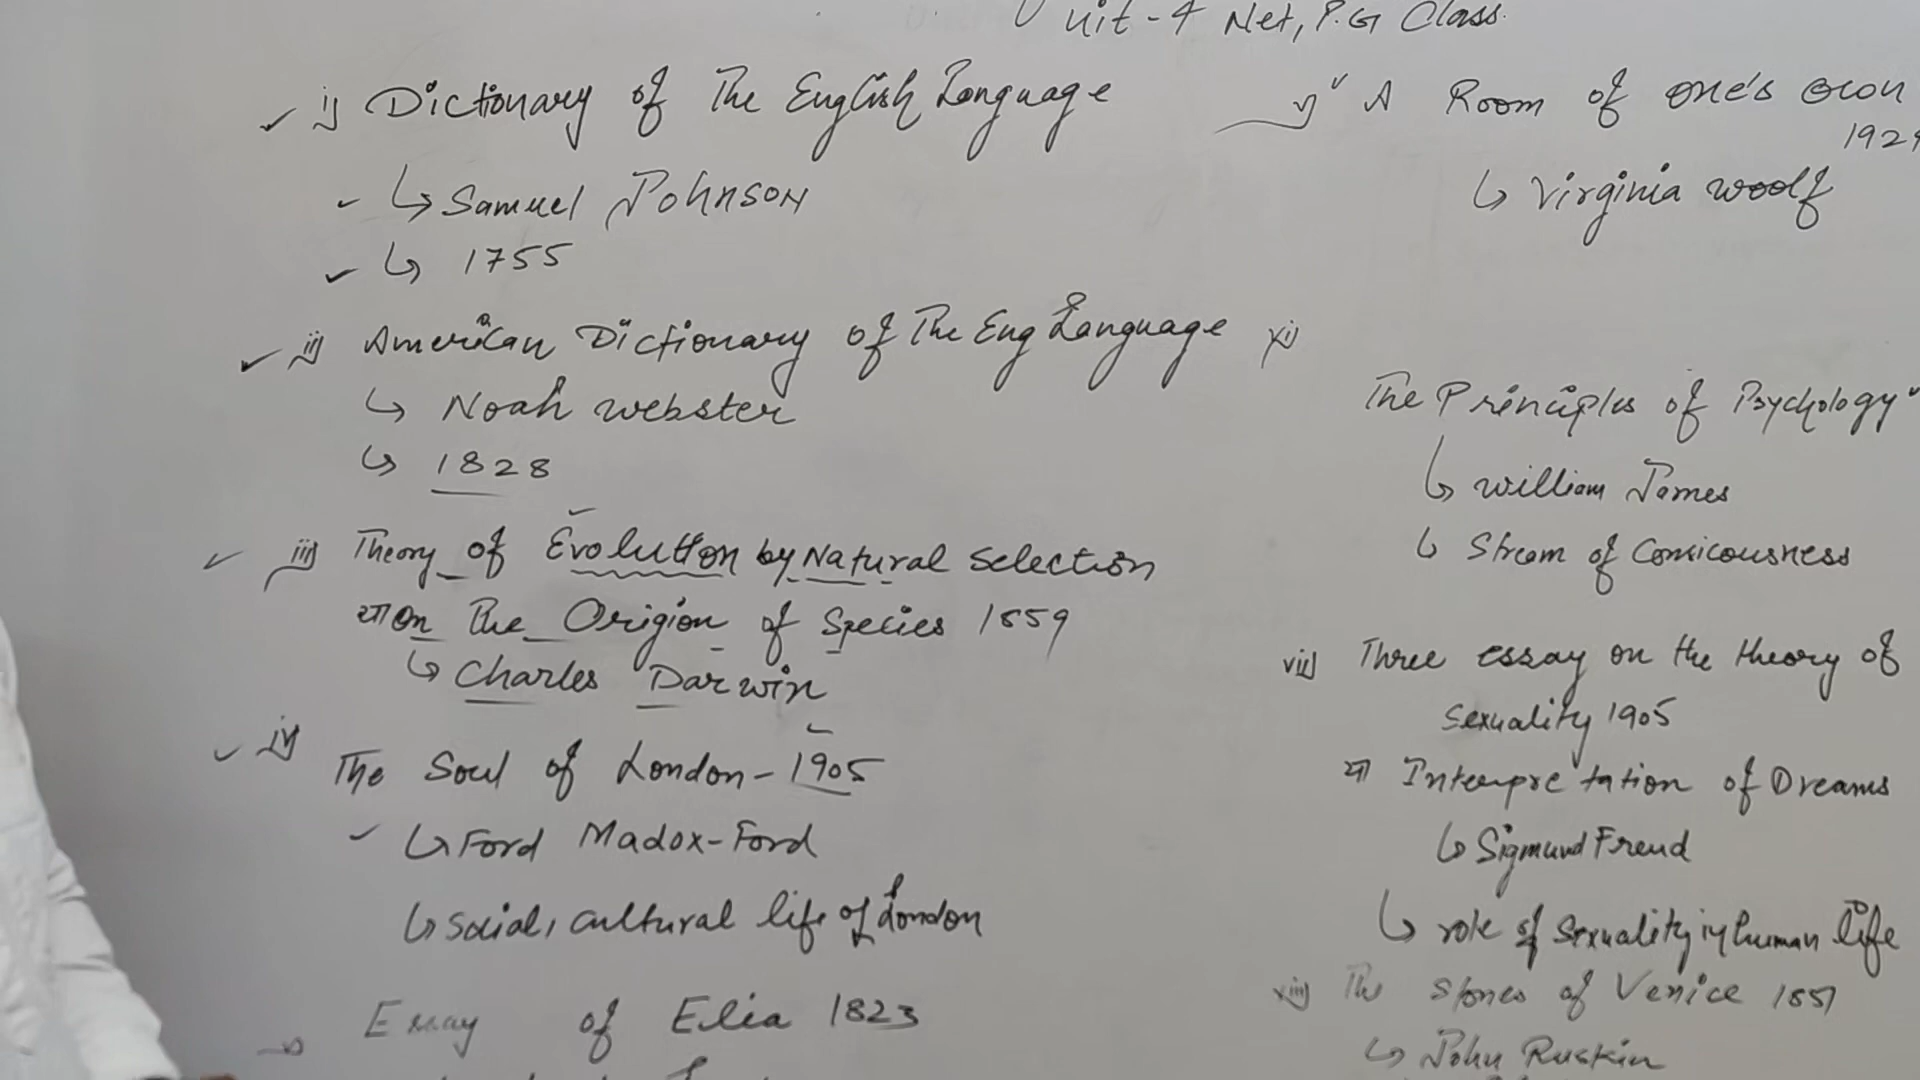 Unit-4 Net, P.G Class.
i) Dictionary of The English Language
↳ Samuel Johnson
↳ 1755
ii) American Dictionary of The Eng Language
↳ Noah webster
↳ 1828
iii) Theory of Evolution by Natural Selection
या On The Origion of Species 1859
↳ Charles Darwin
iv)
The Soul of London - 1905
↳ Ford Madox-Ford
↳ Social, cultural life of London
Essay of Elia 1823
v) A Room of one's own
192
↳ Virginia woolf
xi)
The Principles of Psychology
↳ william James
↳ Stream of Consicousness
vii) Three essay on the theory of
Sexuality 1905
या Interpretation of Dreams
↳ Sigmund Freud
↳ role of Sexuality in human life
xiii) The Stones of Venice 1851
↳ John Ruskin